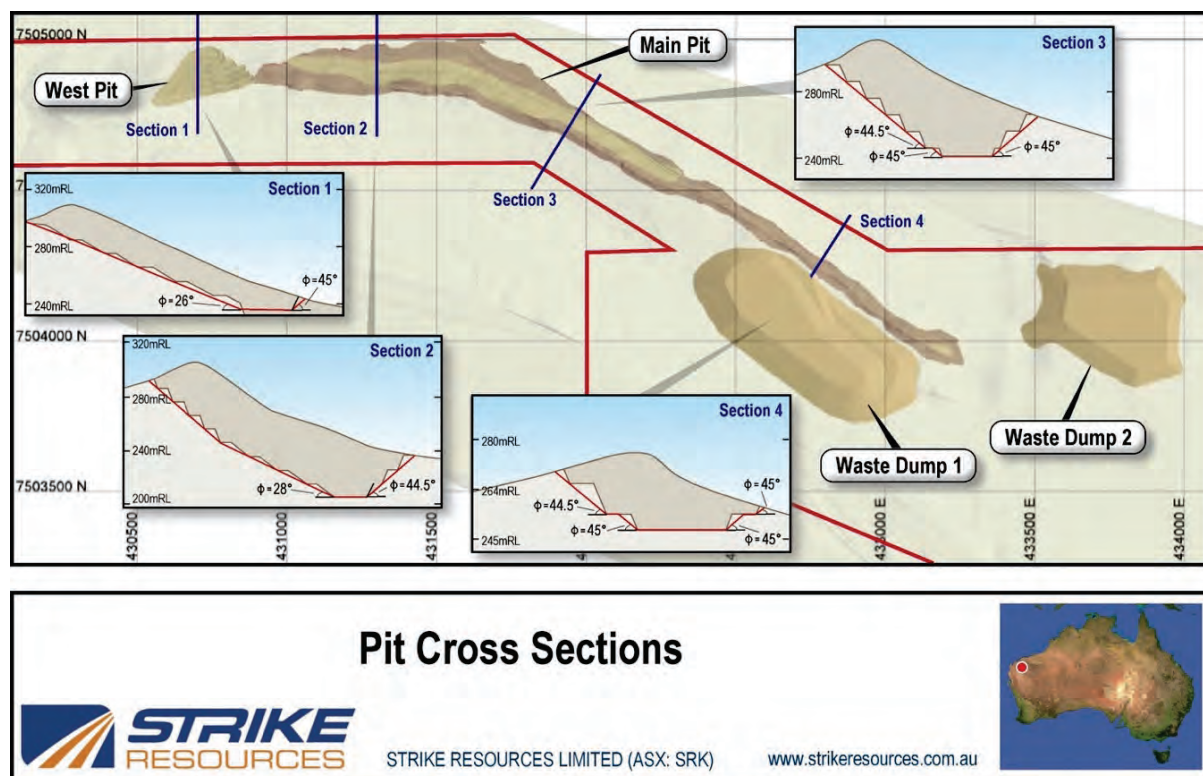 7505000 N
West Pit
Main Pit
Section 1
Section 2
Section 3
Section 4
Section 3
280mRL
240mRL
ϕ=44.5°
ϕ=45°
ϕ=45°
Section 1
320mRL
280mRL
240mRL
ϕ=26°
ϕ=45°
7504000 N
Section 2
320mRL
280mRL
240mRL
200mRL
ϕ=28°
ϕ=44.5°
Section 4
280mRL
264mRL
245mRL
ϕ=44.5°
ϕ=45°
ϕ=45°
ϕ=45°
Waste Dump 1
Waste Dump 2
7503500 N
430500
431000
431500
433000 E
433500 E
434000 E
Pit Cross Sections
STRIKE
RESOURCES
STRIKE RESOURCES LIMITED (ASX: SRK)
www.strikeresources.com.au